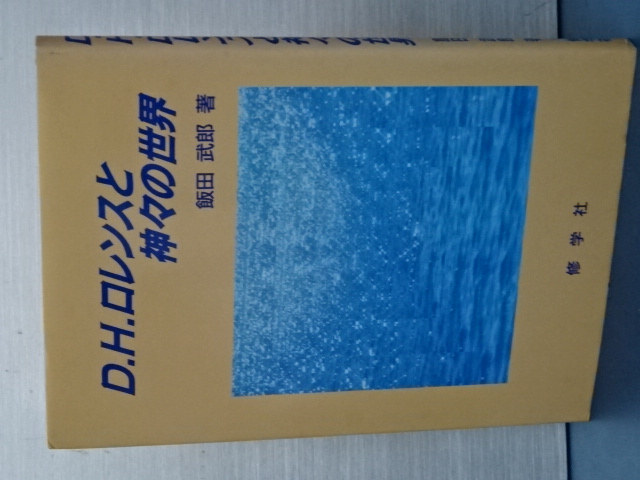 D.H.ロレンスと
神々の世界
飯田 武郎 著
修学社